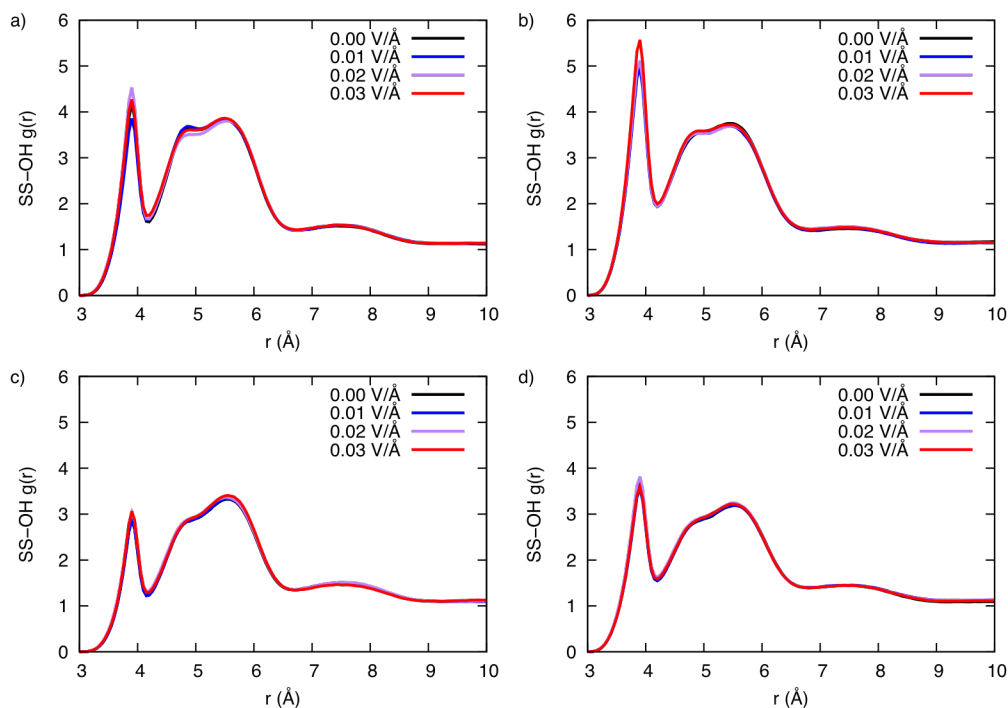 a)
SS–OH g(r)
6
5
4
3
2
1
0
0.00 V/Å
0.01 V/Å
0.02 V/Å
0.03 V/Å
3 4 5 6 7 8 9 10
r (Å)
b)
SS–OH g(r)
6
5
4
3
2
1
0
0.00 V/Å
0.01 V/Å
0.02 V/Å
0.03 V/Å
3 4 5 6 7 8 9 10
r (Å)
c)
SS–OH g(r)
6
5
4
3
2
1
0
0.00 V/Å
0.01 V/Å
0.02 V/Å
0.03 V/Å
3 4 5 6 7 8 9 10
r (Å)
d)
SS–OH g(r)
6
5
4
3
2
1
0
0.00 V/Å
0.01 V/Å
0.02 V/Å
0.03 V/Å
3 4 5 6 7 8 9 10
r (Å)